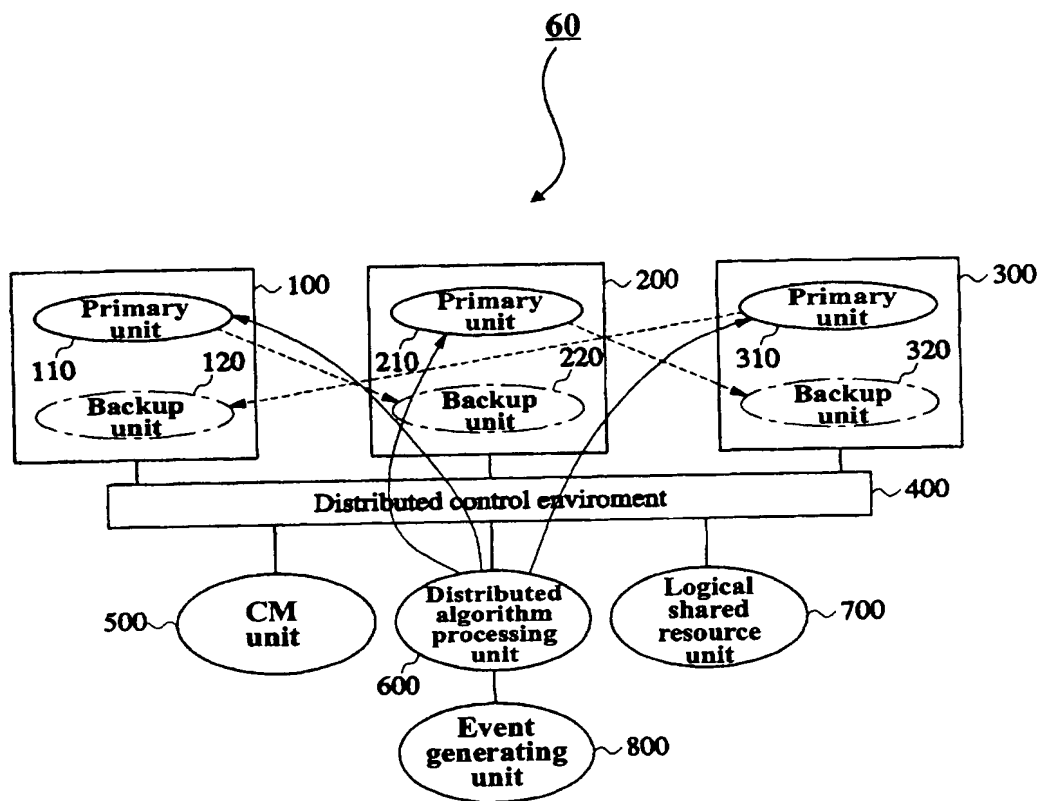 60
100
200
300
Primary
unit
Primary
unit
Primary
unit
110
120
210
220
310
320
Backup
unit
Backup
unit
Backup
unit
Distributed control enviroment
400
500
CM
unit
Distributed
algorithm
processing
unit
Logical
shared
resource
unit
700
600
Event
generating
unit
800